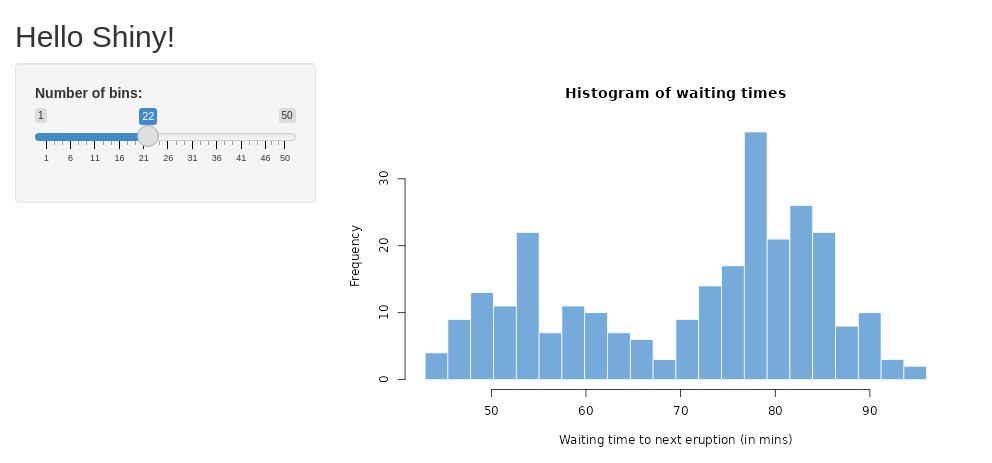 Hello Shiny!
Number of bins:
1 22 50
1 6 11 16 21 26 31 36 41 46 50
Histogram of waiting times
Frequency
30
20
10
0
50 60 70 80 90
Waiting time to next eruption (in mins)